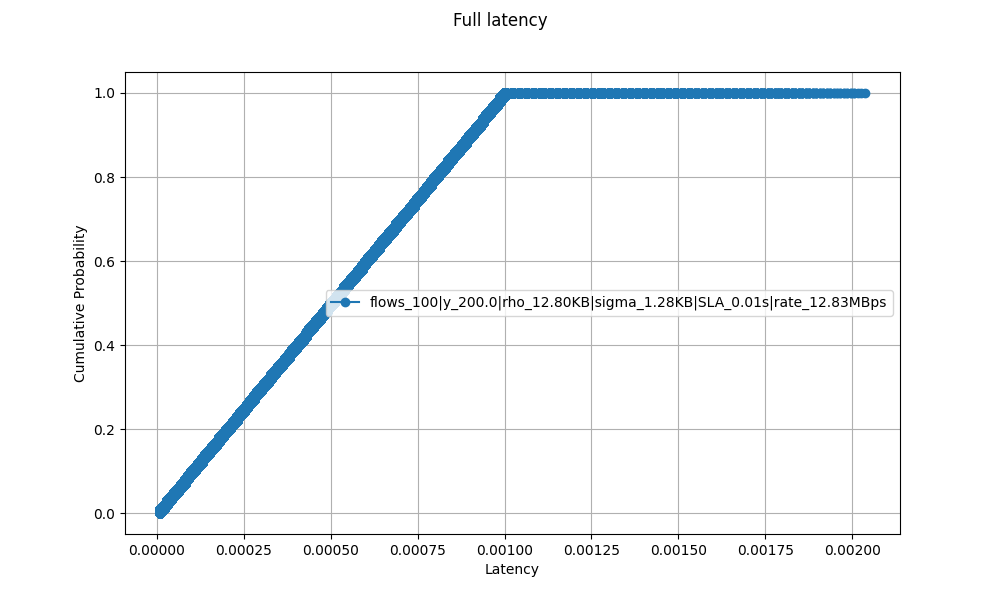 Full latency
1.0
0.8
0.6
0.4
0.2
0.0
Cumulative Probability
flows_100|y_200.0|rho_12.80KB|sigma_1.28KB|SLA_0.01s|rate_12.83MBps
0.00000 0.00025 0.00050 0.00075 0.00100 0.00125 0.00150 0.00175 0.00200
Latency